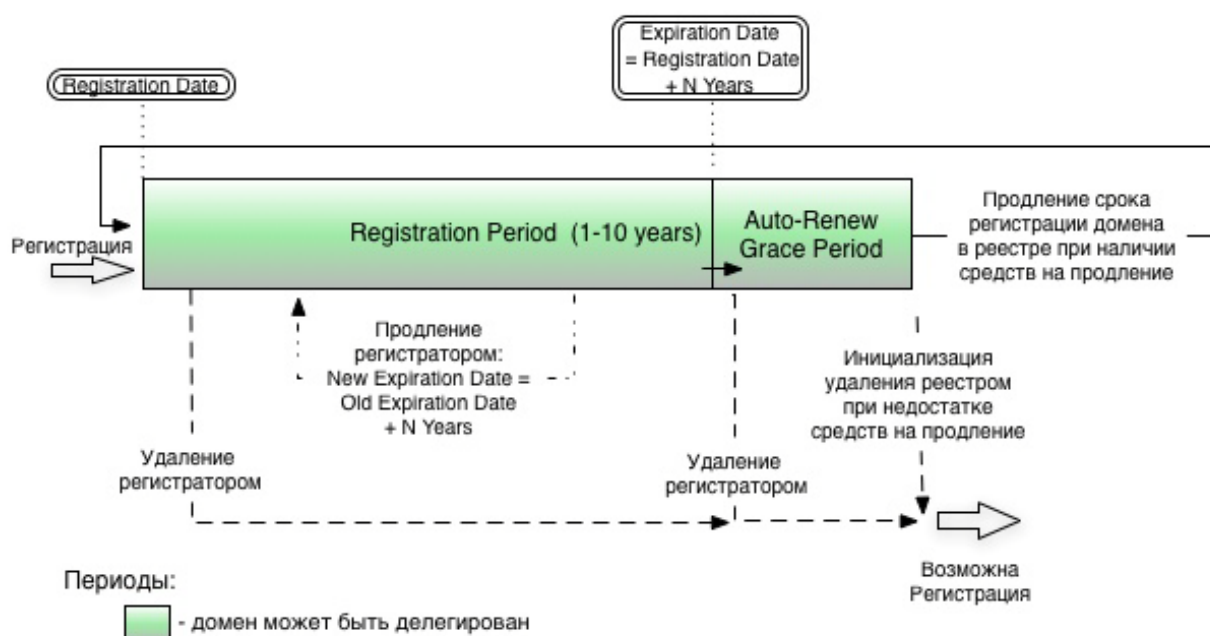 Expiration Date
= Registration Date
+ N Years
Registration Date
Регистрация
Registration Period (1-10 years)
Auto-Renew
Grace Period
Продление срока
регистрации домена
в реестре при наличии
средств на продление
Продление
регистратором:
New Expiration Date =
Old Expiration Date
+ N Years
Инициализация
удаления реестром
при недостатке
средств на продление
Удаление
регистратором
Удаление
регистратором
Возможна
Регистрация
Периоды:
- домен может быть делегирован